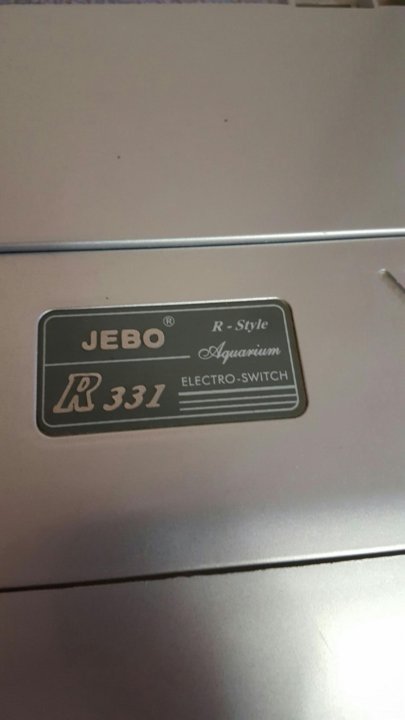 JEBO®
R - Style
Aquarium
R 331
ELECTRO-SWITCH